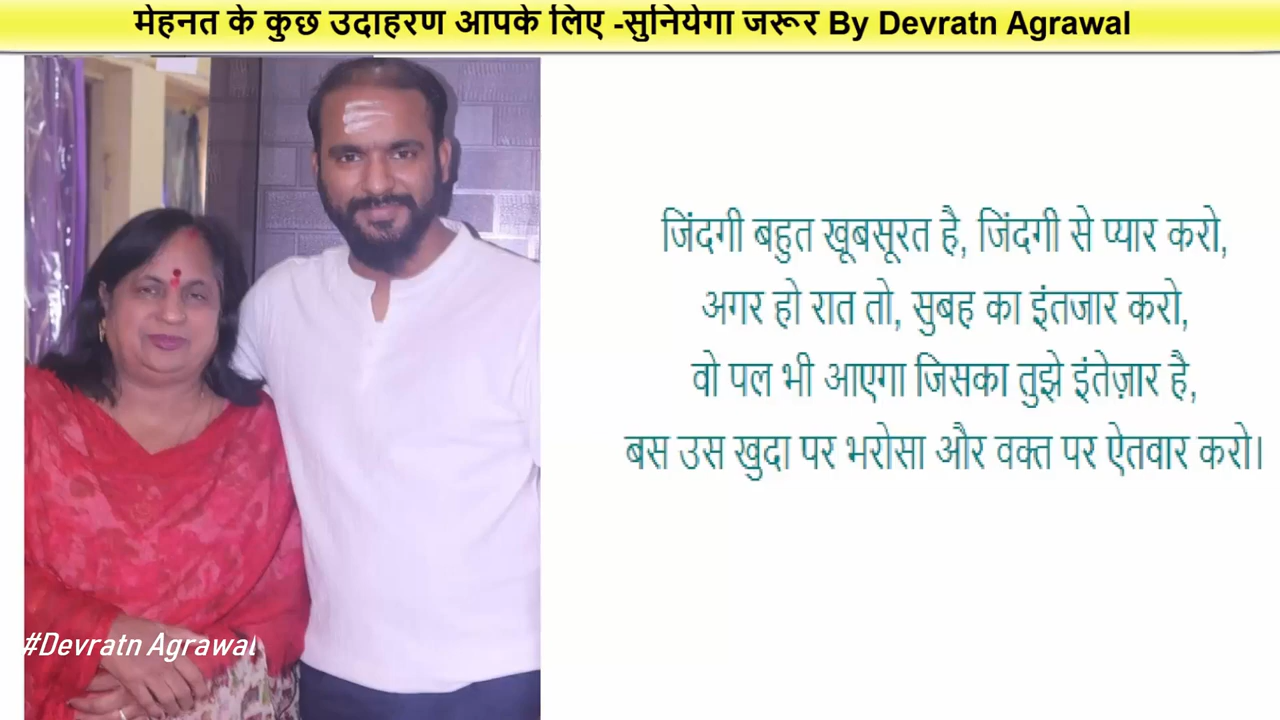 मेहनत के कुछ उदाहरण आपके लिए -सुनियेगा जरूर By Devratn Agrawal
जिंदगी बहुत खूबसूरत है, जिंदगी से प्यार करो,
अगर हो रात तो, सुबह का इंतजार करो,
वो पल भी आएगा जिसका तुझे इंतेज़ार है,
बस उस खुदा पर भरोसा और वक्त पर ऐतवार करो।
#Devratn Agrawal